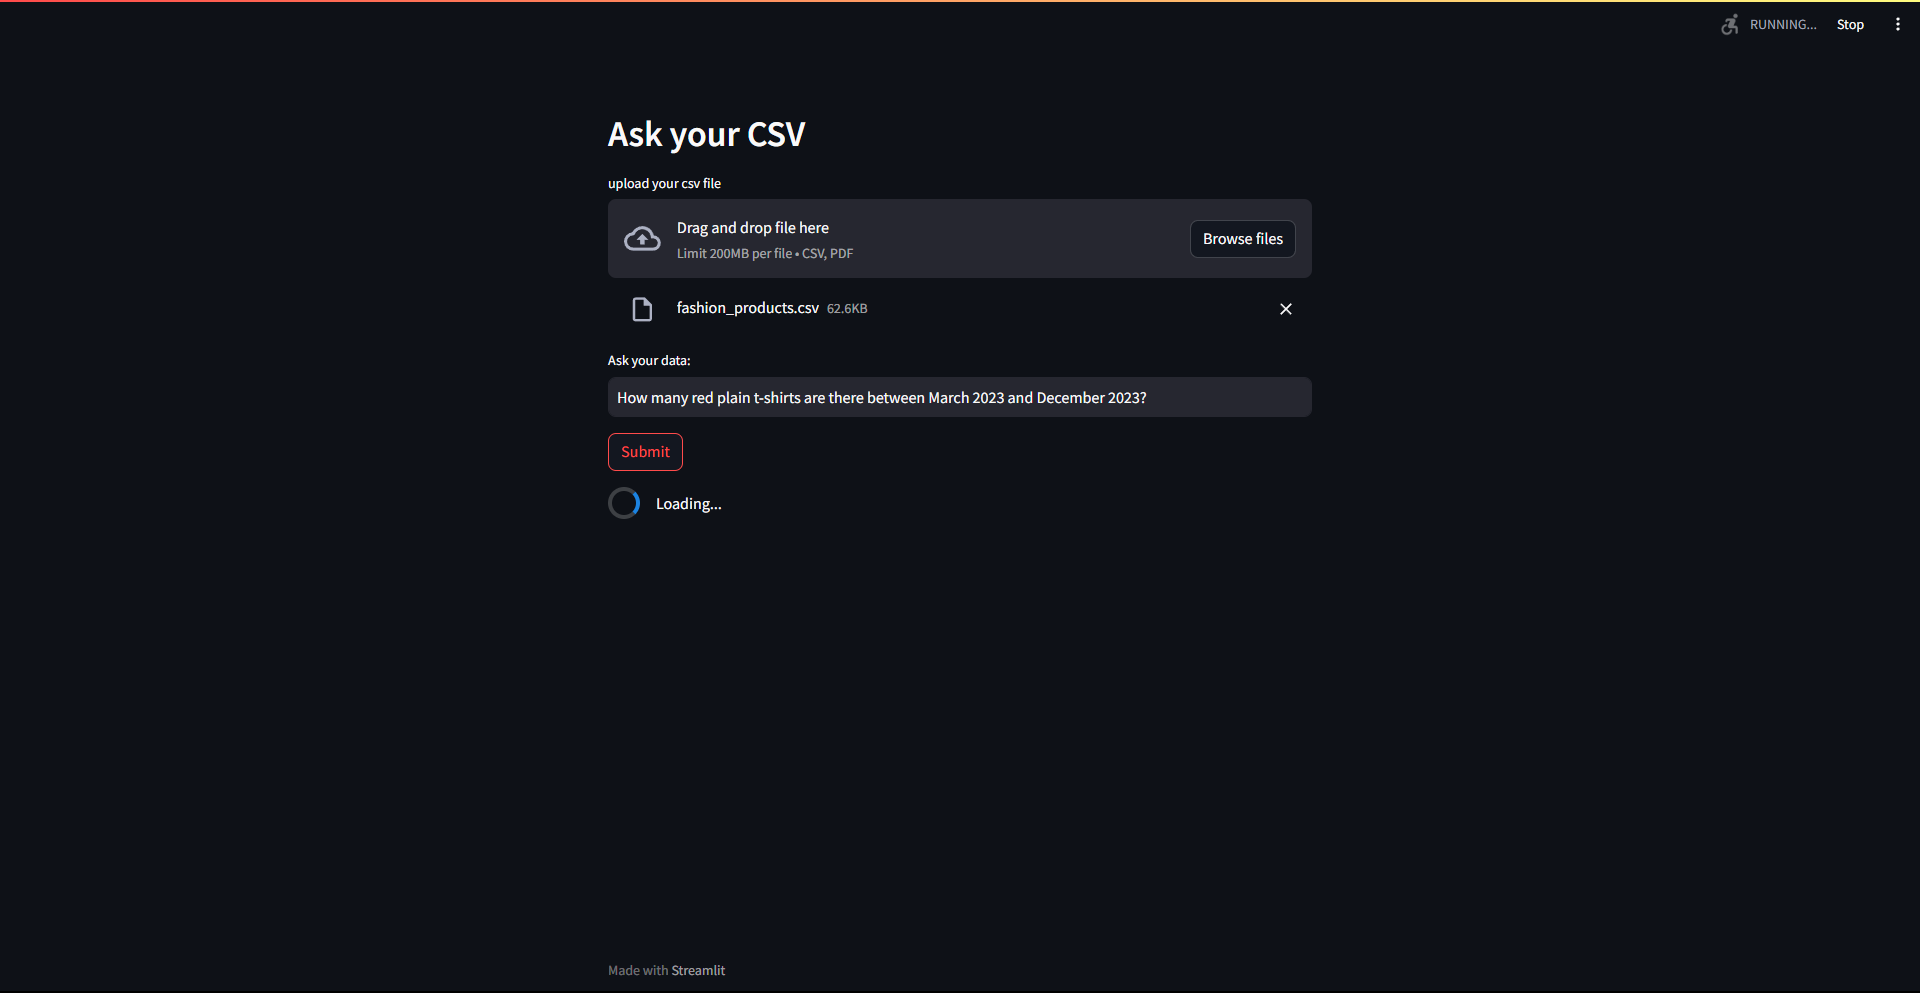 RUNNING...
Stop
Ask your CSV
upload your csv file
Drag and drop file here
Limit 200MB per file • CSV, PDF
Browse files
fashion_products.csv 62.6KB
Ask your data:
How many red plain t-shirts are there between March 2023 and December 2023?
Submit
Loading...
Made with Streamlit